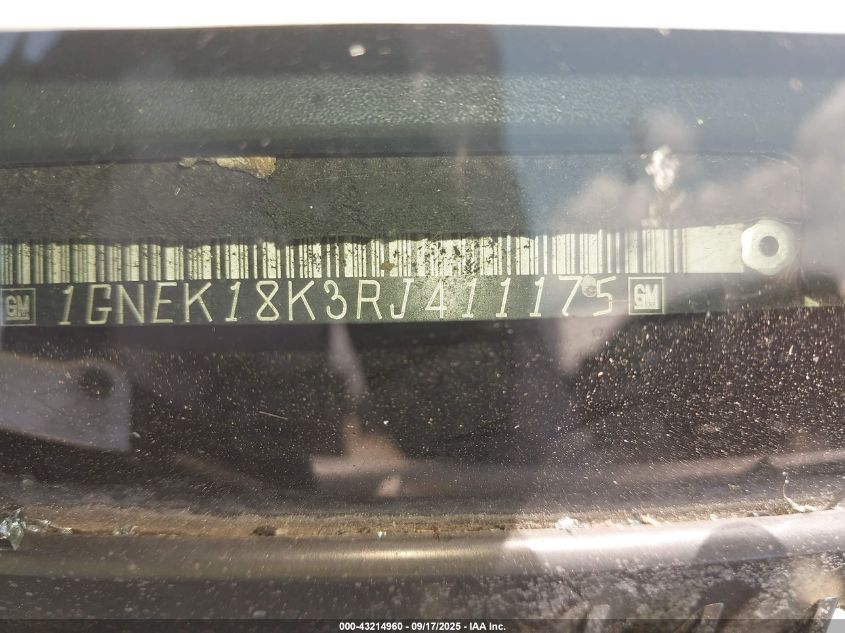 GM 1GNEK18K3RJ411175 GM
000-43214960 - 09/17/2025 - IAA Inc.